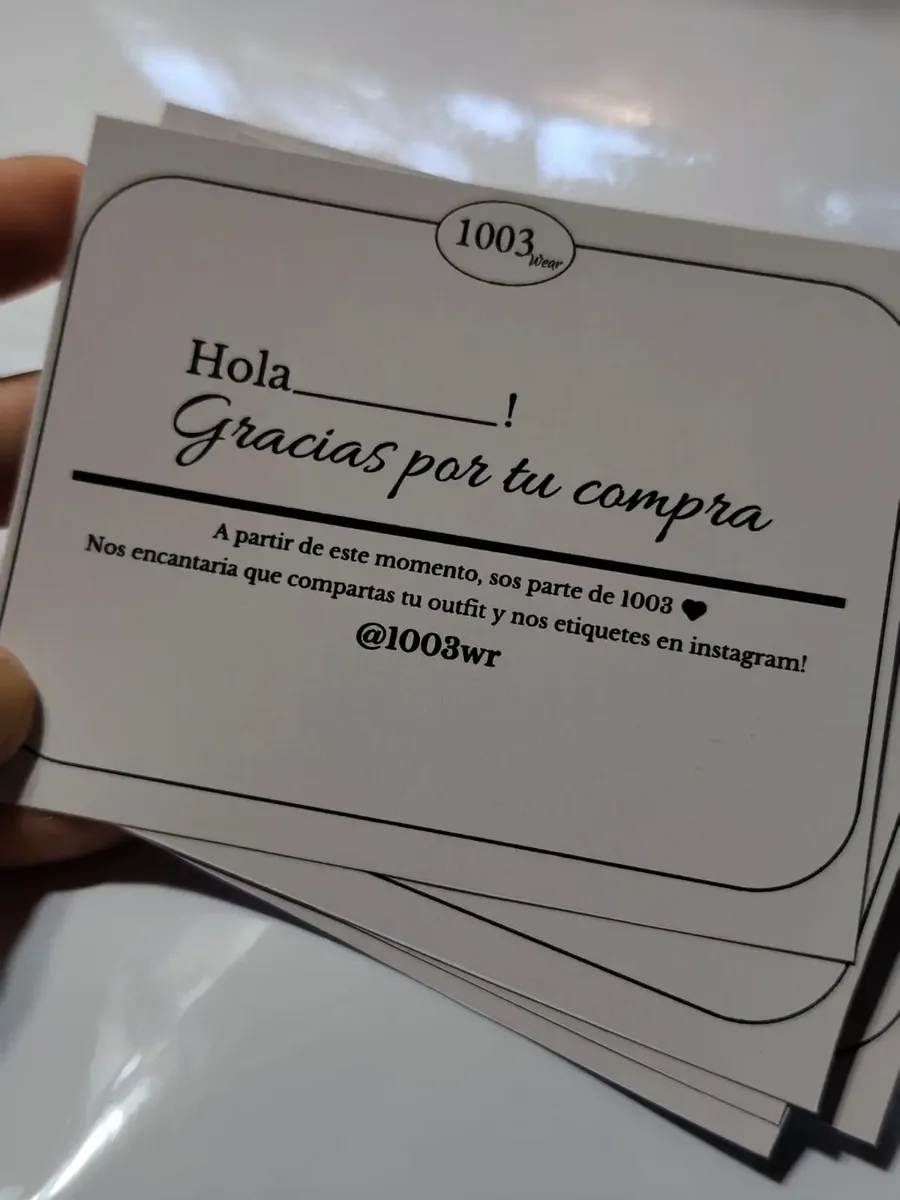 1003
Wear
Hola__________!
Gracias por tu compra
A partir de este momento, sos parte de 1003 ♥
Nos encantaria que compartas tu outfit y nos etiquetes en instagram!
@1003wr